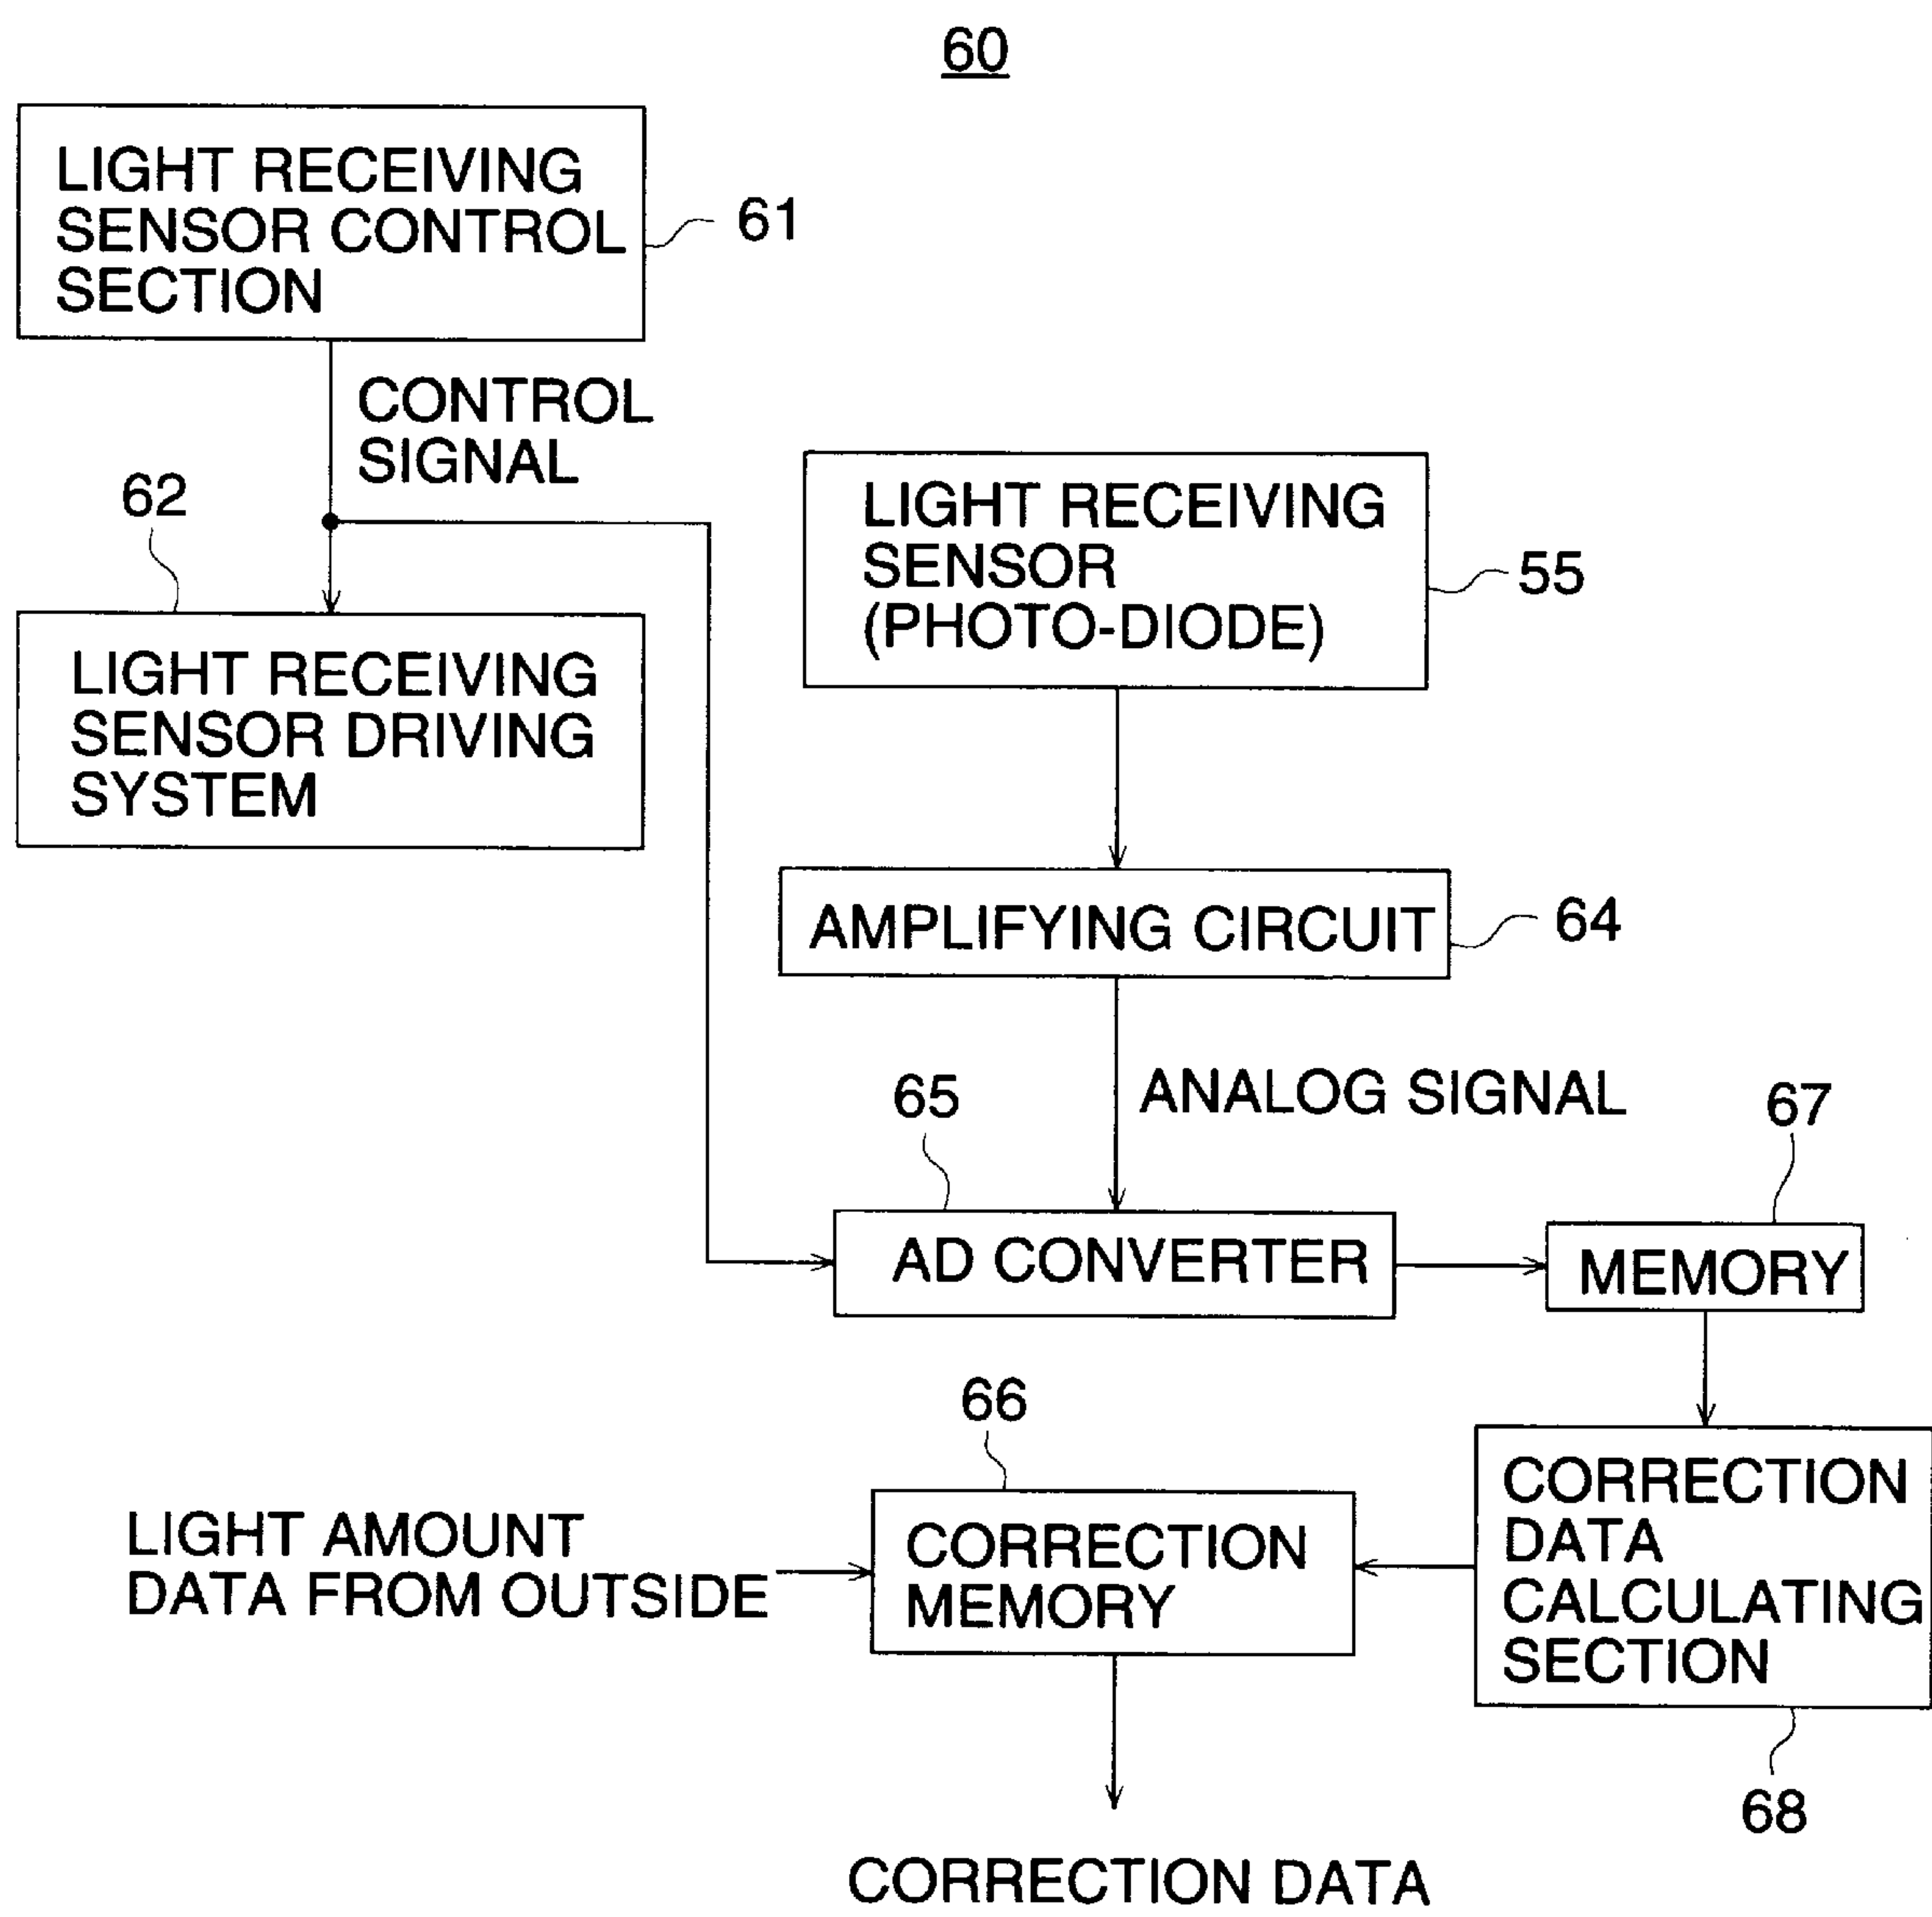 60
LIGHT RECEIVING
SENSOR CONTROL
SECTION
61
CONTROL
SIGNAL
62
LIGHT RECEIVING
SENSOR DRIVING
SYSTEM
LIGHT RECEIVING
SENSOR
(PHOTO-DIODE)
55
AMPLIFYING CIRCUIT
64
ANALOG SIGNAL
65
AD CONVERTER
67
MEMORY
66
LIGHT AMOUNT
DATA FROM OUTSIDE
CORRECTION
MEMORY
CORRECTION
DATA
CALCULATING
SECTION
68
CORRECTION DATA